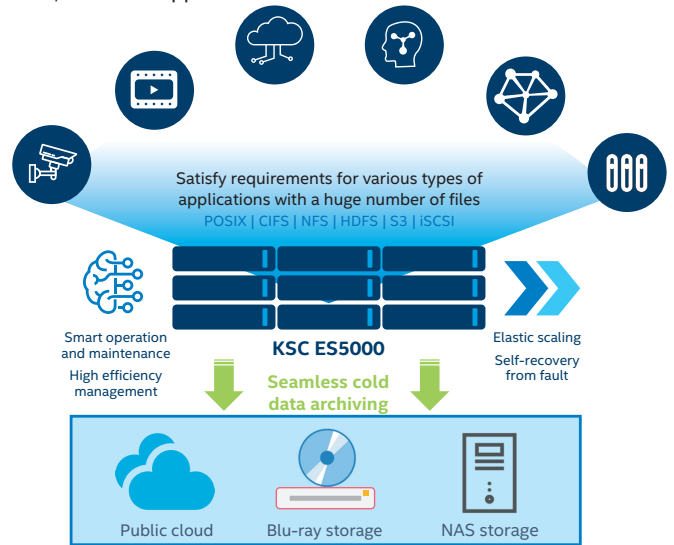 Satisfy requirements for various types of
applications with a huge number of files
POSIX | CIFS | NFS | HDFS | S3 | iSCSI
Smart operation
and maintenance
High efficiency
management
KSC ES5000
Elastic scaling
Self-recovery
from fault
Seamless cold
data archiving
Public cloud
Blu-ray storage
NAS storage